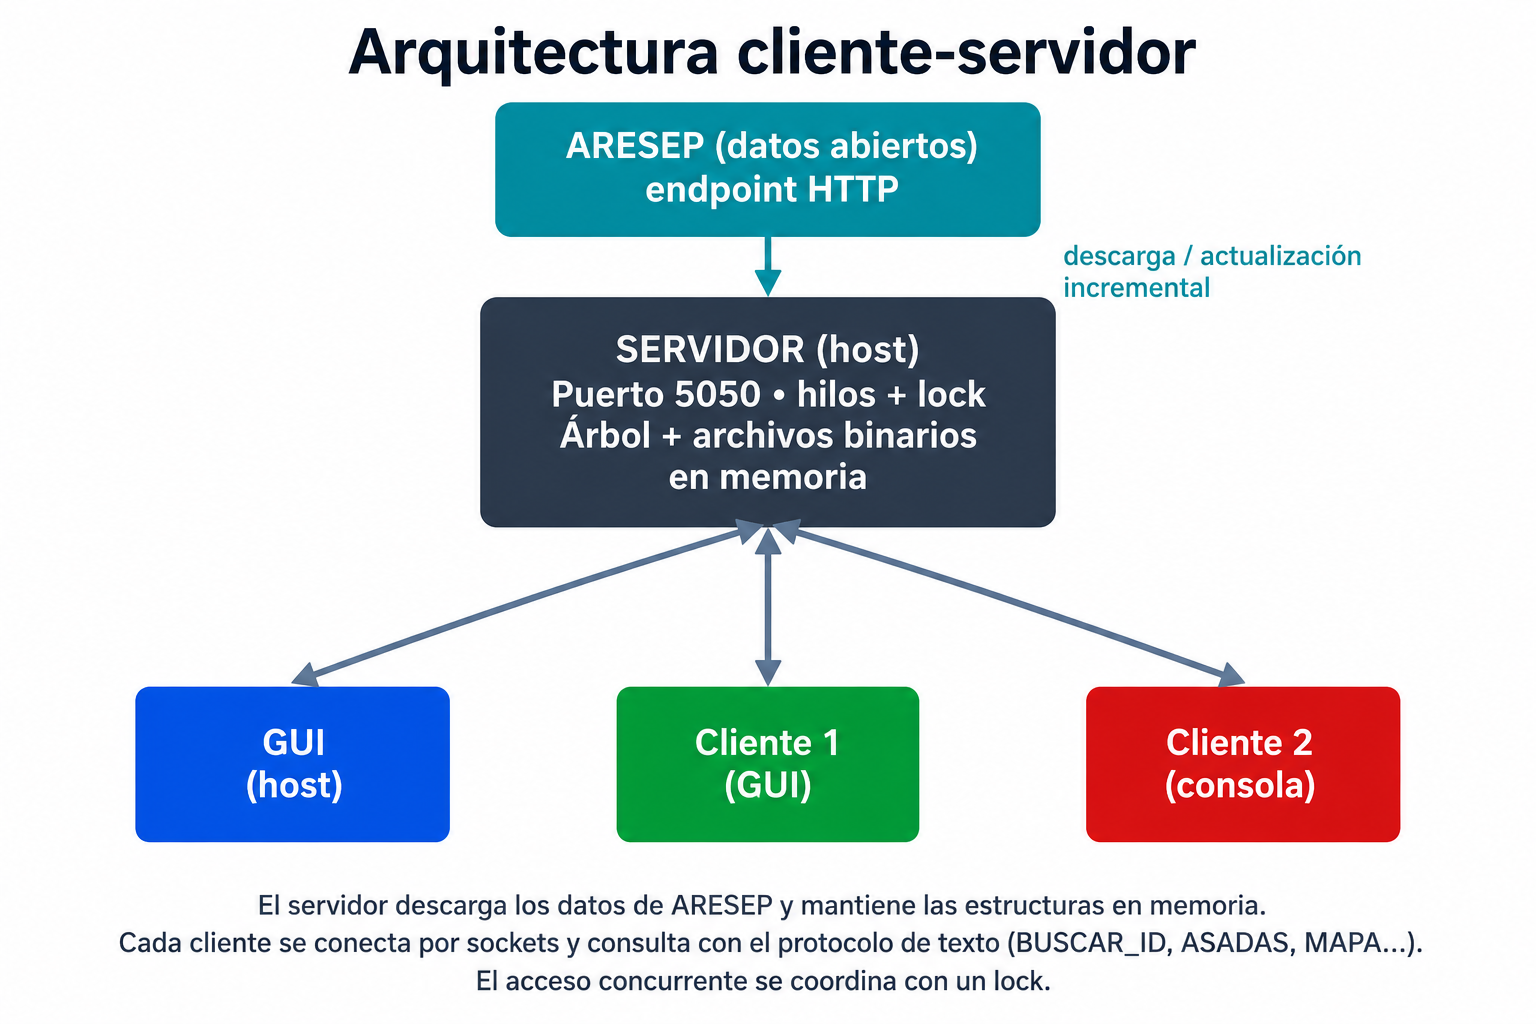 Arquitectura cliente-servidor
ARESEP (datos abiertos)
endpoint HTTP
descarga / actualización
incremental
SERVIDOR (host)
Puerto 5050 • hilos + lock
Árbol + archivos binarios
en memoria
GUI
(host)
Cliente 1
(GUI)
Cliente 2
(consola)
El servidor descarga los datos de ARESEP y mantiene las estructuras en memoria.
Cada cliente se conecta por sockets y consulta con el protocolo de texto (BUSCAR_ID, ASADAS, MAPA...).
El acceso concurrente se coordina con un lock.